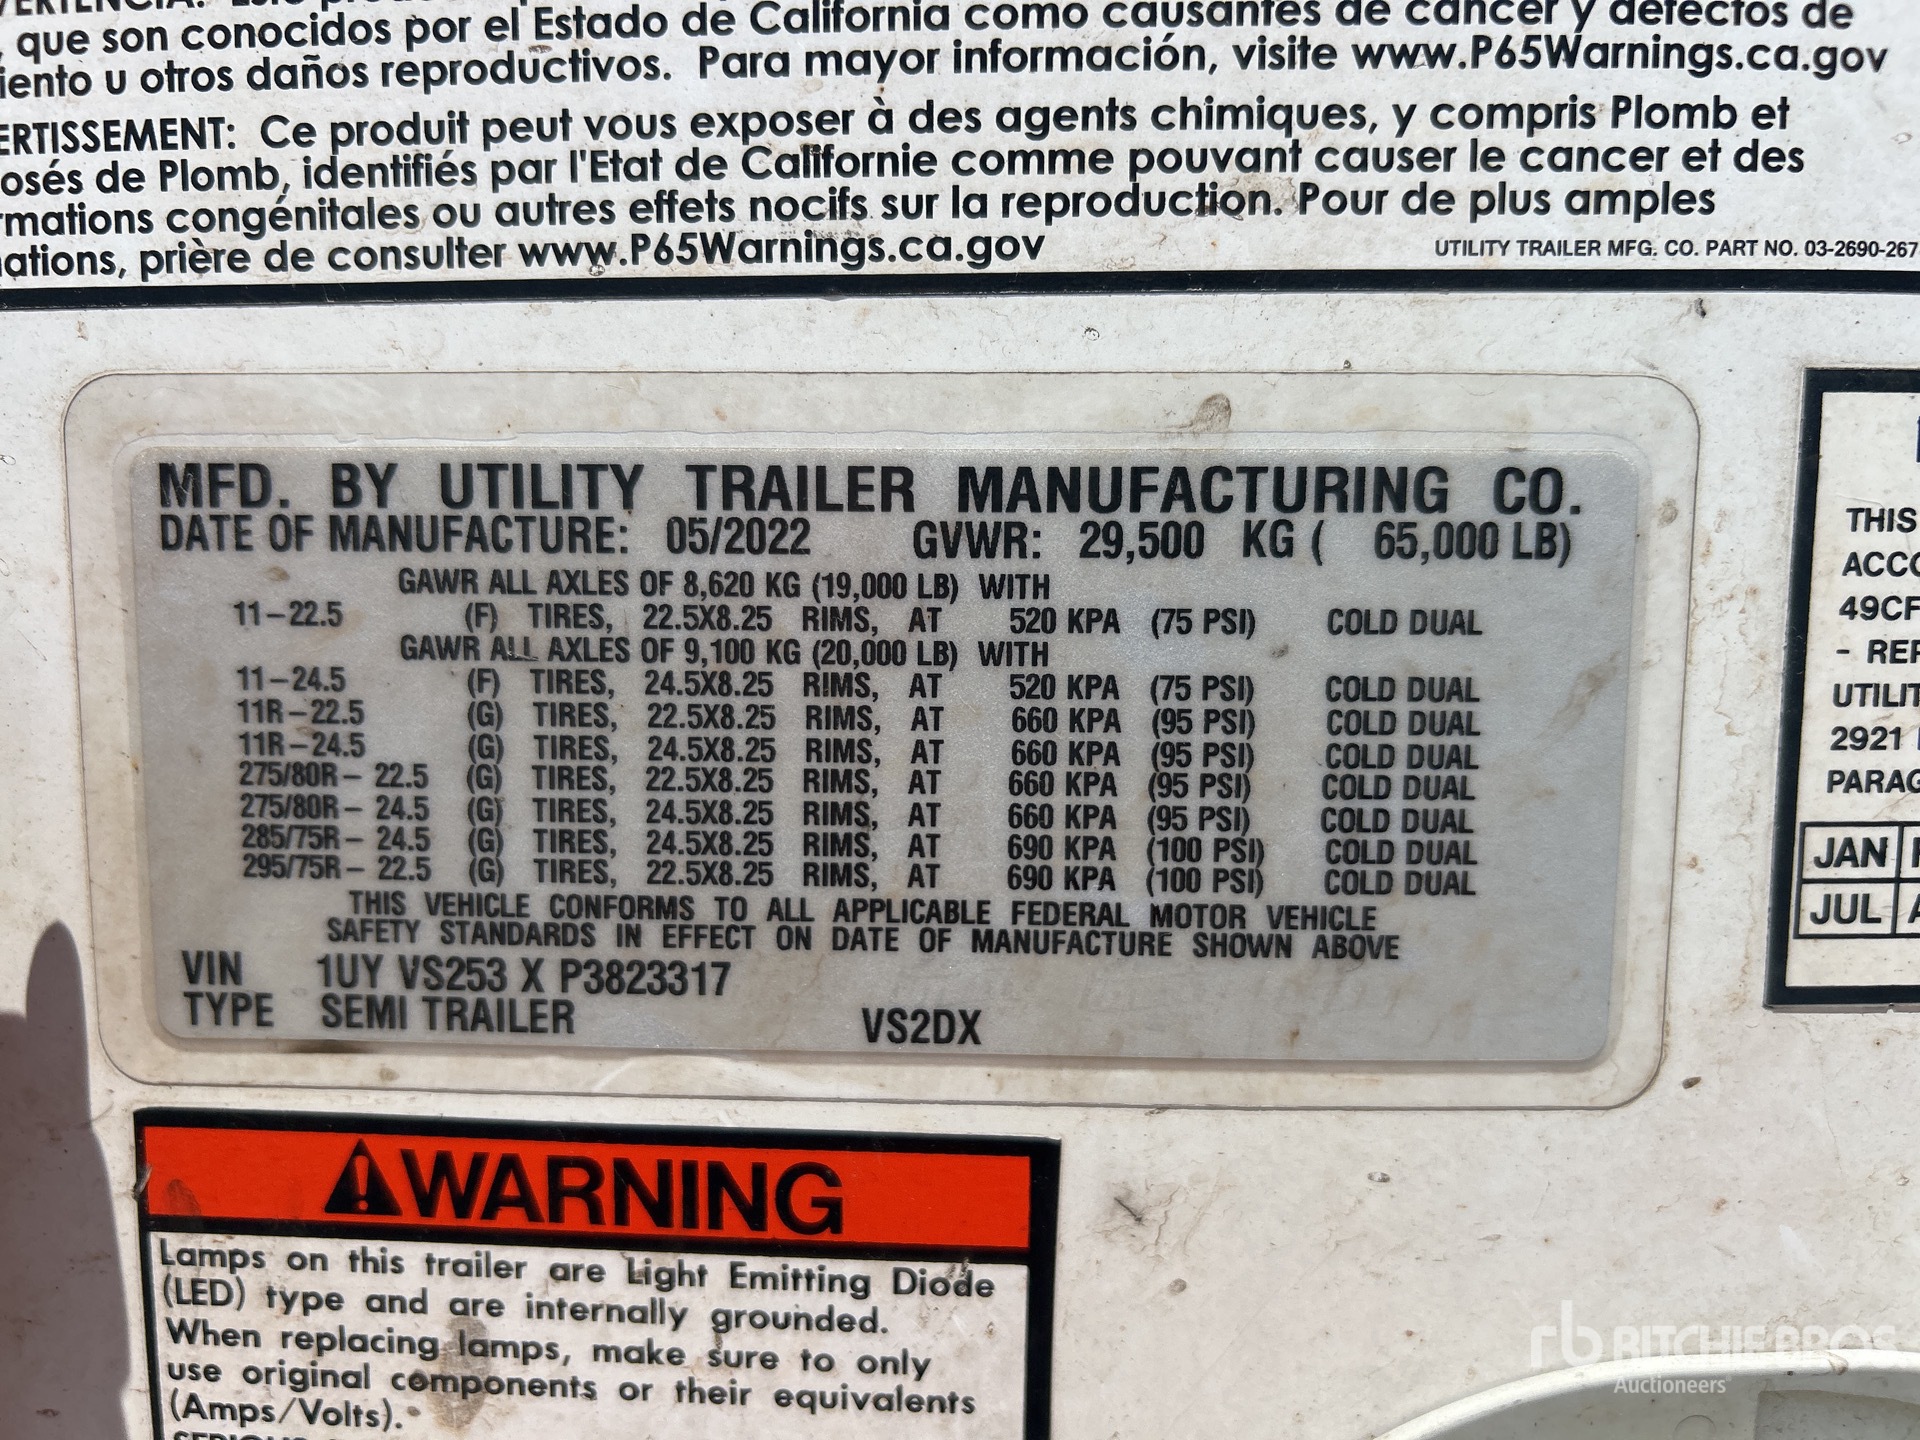 VERTENCIA: Este
que son conocidos por el Estado de California como causantes de cáncer y defectos de
iento u otros daños reproductivos. Para mayor información, visite www.P65Warnings.ca.gov
ERTISSEMENT: Ce produit peut vous exposer à des agents chimiques, y compris Plomb et
osés de Plomb, identifiés par l'Etat de Californie comme pouvant causer le cancer et des
rmations congénitales ou autres effets nocifs sur la reproduction. Pour de plus amples
ations, prière de consulter www.P65Warnings.ca.gov
UTILITY TRAILER MFG. CO. PART NO. 03-2690-267
MFD. BY UTILITY TRAILER MANUFACTURING CO.
DATE OF MANUFACTURE: 05/2022 GVWR: 29,500 KG ( 65,000 LB)
GAWR ALL AXLES OF 8,620 KG (19,000 LB) WITH
11-22.5 (F) TIRES, 22.5X8.25 RIMS, AT 520 KPA (75 PSI) COLD DUAL
GAWR ALL AXLES OF 9,100 KG (20,000 LB) WITH
11-24.5 (F) TIRES, 24.5X8.25 RIMS, AT 520 KPA (75 PSI) COLD DUAL
11R-22.5 (G) TIRES, 22.5X8.25 RIMS, AT 660 KPA (95 PSI) COLD DUAL
11R-24.5 (G) TIRES, 24.5X8.25 RIMS, AT 660 KPA (95 PSI) COLD DUAL
275/80R- 22.5 (G) TIRES, 22.5X8.25 RIMS, AT 660 KPA (95 PSI) COLD DUAL
275/80R- 24.5 (G) TIRES, 24.5X8.25 RIMS, AT 660 KPA (95 PSI) COLD DUAL
285/75R- 24.5 (G) TIRES, 24.5X8.25 RIMS, AT 690 KPA (100 PSI) COLD DUAL
295/75R- 22.5 (G) TIRES, 22.5X8.25 RIMS, AT 690 KPA (100 PSI) COLD DUAL
THIS VEHICLE CONFORMS TO ALL APPLICABLE FEDERAL MOTOR VEHICLE
SAFETY STANDARDS IN EFFECT ON DATE OF MANUFACTURE SHOWN ABOVE
VIN 1UY VS253 X P3823317
TYPE SEMI TRAILER VS2DX
THIS
ACCO
49CF
- REP
UTILIT
2921
PARAG
JAN
JUL
WARNING
Lamps on this trailer are Light Emitting Diode
(LED) type and are internally grounded.
When replacing lamps, make sure to only
use original components or their equivalents
(Amps/Volts).
rb RITCHIE BROS
Auctioneers